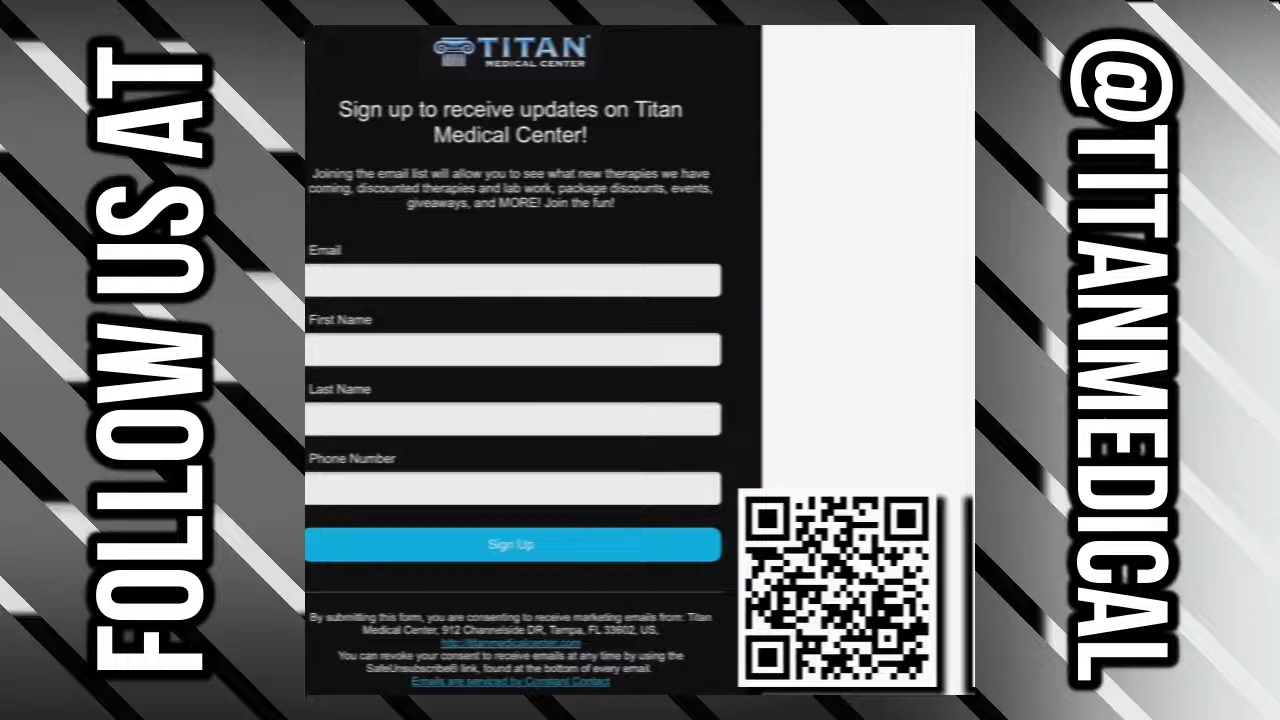 FOLLOW US AT
TITAN
MEDICAL CENTER
Sign up to receive updates on Titan
Medical Center!
Joining the email list will allow you to see what new therapies we have
coming, discounted therapies and lab work, package discounts, events,
giveaways, and MORE! Join the fun!
Email
First Name
Last Name
Phone Number
Sign Up
By submitting this form, you are consenting to receive marketing emails from: Titan
Medical Center, 912 Channelside DR, Tampa, FL 33602, US,
http://titanmedicalcenter.com
You can revoke your consent to receive emails at any time by using the
SafeUnsubscribe® link, found at the bottom of every email.
Emails are serviced by Constant Contact
@TITANMEDICAL